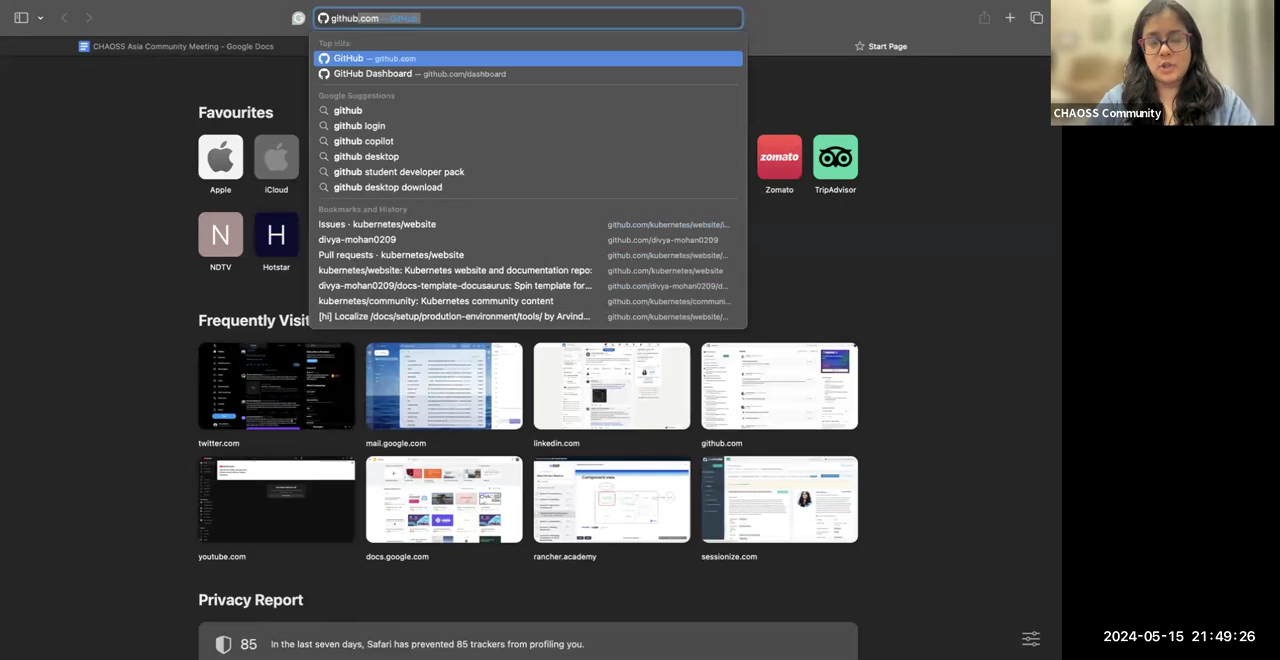 github.com — GitHub
CHAOSS Asia Community Meeting - Google Docs
Start Page
Top Hits
GitHub — github.com
GitHub Dashboard — github.com/dashboard
Google Suggestions
github
github login
github copilot
github desktop
github student developer pack
github desktop download
Bookmarks and History
Issues · kubernetes/website github.com/kubernetes/website/i...
divya-mohan0209 github.com/divya-mohan0209
Pull requests · kubernetes/website github.com/kubernetes/website/...
kubernetes/website: Kubernetes website and documentation repo: github.com/kubernetes/website
divya-mohan0209/docs-template-docusaurus: Spin template for... github.com/divya-mohan0209/d...
kubernetes/community: Kubernetes community content github.com/kubernetes/communi...
[hi] Localize /docs/setup/prodution-environment/tools/ by Arvind... github.com/kubernetes/website/...
Favourites
zomato
Apple
iCloud
Zomato
TripAdvisor
N
H
NDTV
Hotstar
Frequently Visit
twitter.com
mail.google.com
linkedin.com
github.com
Component view
youtube.com
docs.google.com
rancher.academy
sessionize.com
Privacy Report
85 In the last seven days, Safari has prevented 85 trackers from profiling you.
CHAOSS Community
2024-05-15 21:49:26